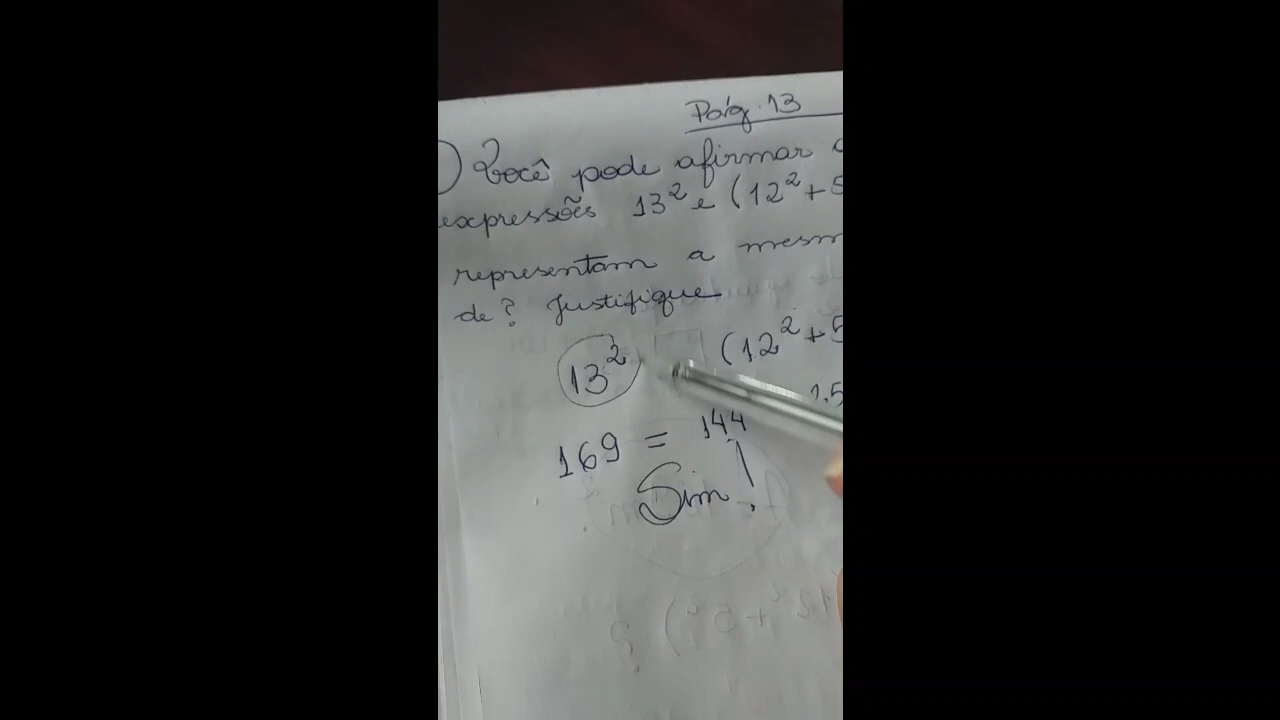 Pág. 13
) Você pode afirmar
expressões 13² e (12² + 5
representam a mesm
de? Justifique
13² (12² + 5
169 = 144
Sim!